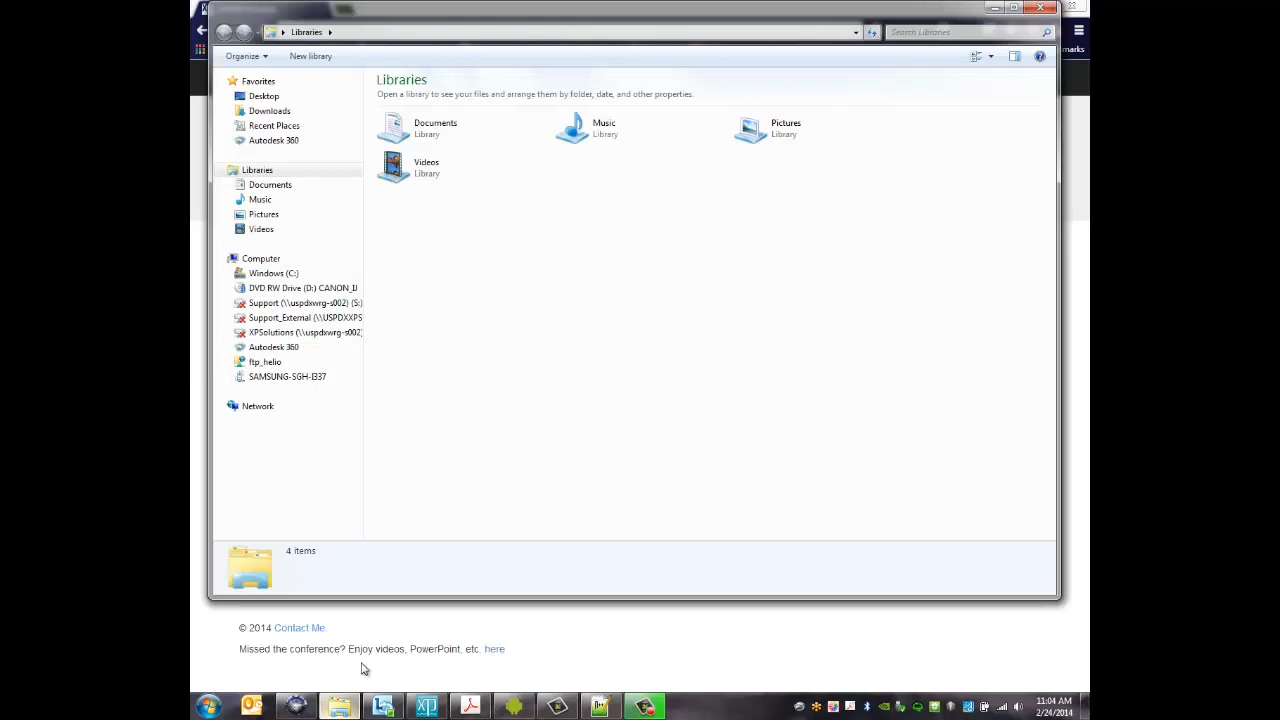 23
Libraries
Search Libraries
marks
Organize
New library
Favorites
Desktop
Downloads
Recent Places
Autodesk 360
Libraries
Documents
Music
Pictures
Videos
Computer
Windows (C:)
DVD RW Drive (D:) CANON_IJ
Support (\\uspdxwrg-s002) (S:)
Support_External (\\USPDXXPS
XPSolutions (\\uspdxwrg-s002)
Autodesk 360
ftp_helio
SAMSUNG-SGH-I337
Network
Libraries
Open a library to see your files and arrange them by folder, date, and other properties.
Documents
Library
Music
Library
Pictures
Library
Videos
Library
4 items
© 2014 Contact Me
Missed the conference? Enjoy videos, PowerPoint, etc. here
11:04 AM
2/24/2014